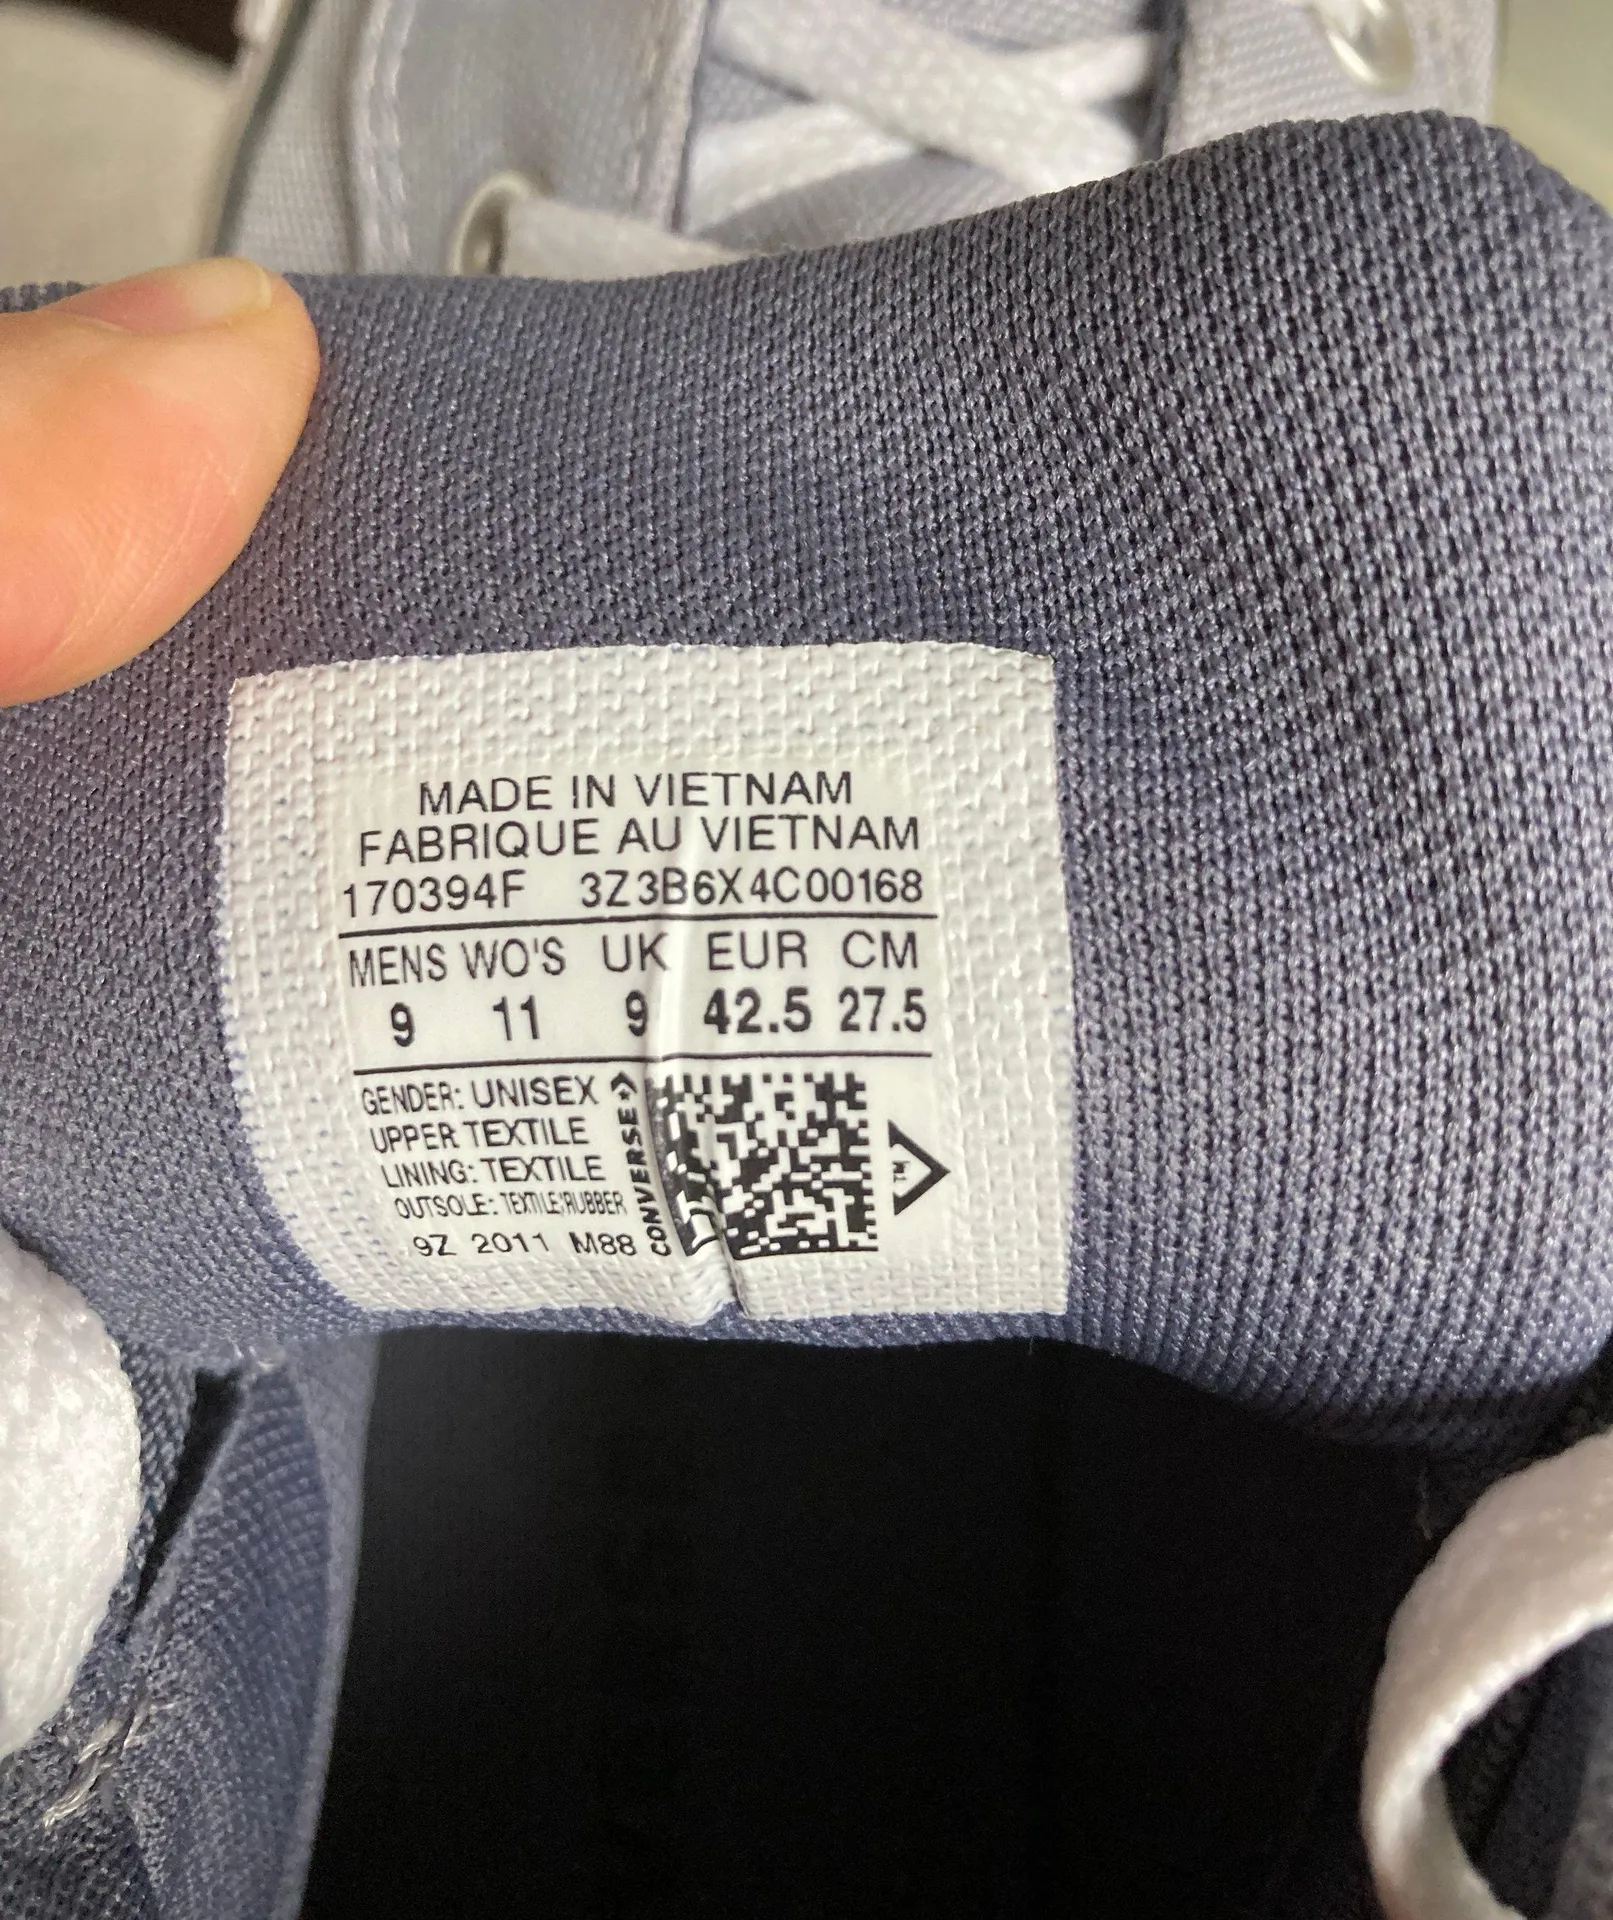 MADE IN VIETNAM
FABRIQUE AU VIETNAM
170394F 3Z3B6X4C00168
MENS WO'S UK EUR CM
9 11 9 42.5 27.5
GENDER: UNISEX
UPPER TEXTILE
LINING: TEXTILE
OUTSOLE: TEXTILE/RUBBER
9Z 2011 M88
CONVERSE
TM